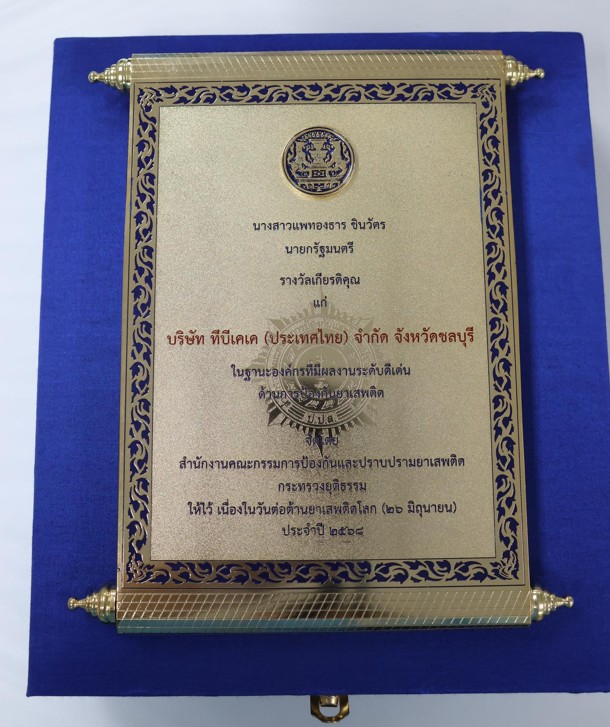 นางสาวแพทองธาร ชินวัตร
นายกรัฐมนตรี
รางวัลเกียรติคุณ
แก่
บริษัท ทีบีเคเค (ประเทศไทย) จำกัด จังหวัดชลบุรี
ในฐานะองค์กรที่มีผลงานระดับดีเด่น
ด้านการป้องกันยาเสพติด
ป.ป.ส.
จัดโดย
สำนักงานคณะกรรมการป้องกันและปราบปรามยาเสพติด
กระทรวงยุติธรรม
ให้ไว้ เนื่องในวันต่อต้านยาเสพติดโลก (๒๖ มิถุนายน)
ประจำปี ๒๕๖๘